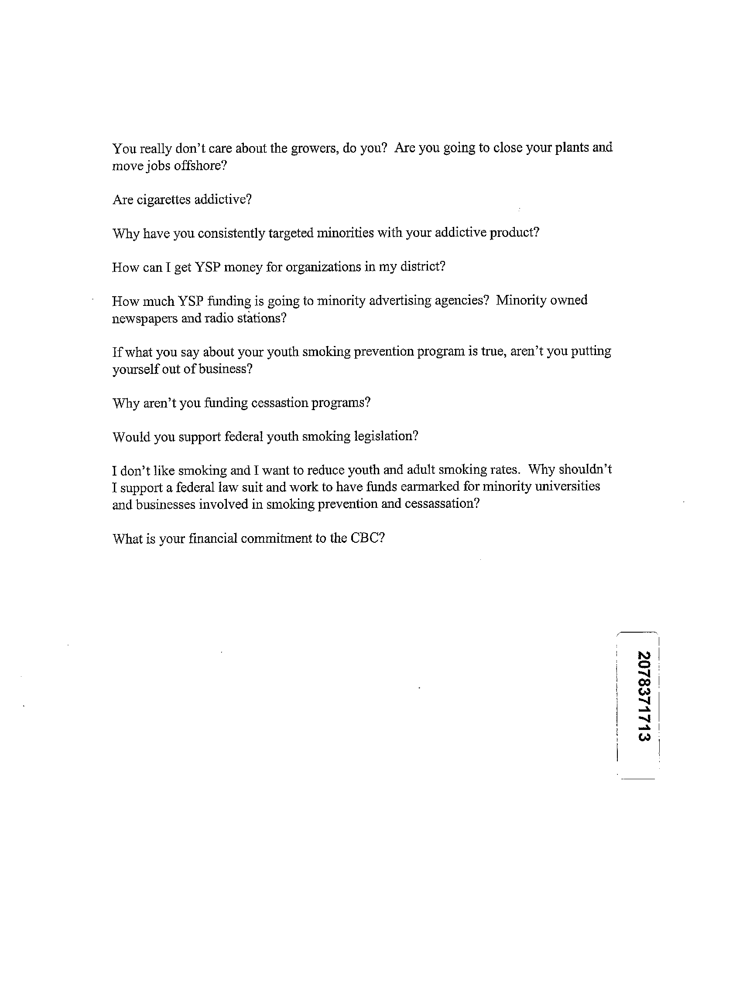 You really don't care about the growers, do you?  Are you going to close your plants and
move jobs offshore?
Are cigarettes addictive?
Why have you consistently targeted minorities with your addictive product?
How can I get YSP money for organizations in my district?
How much YSP funding is going to minority advertising agencies?  Minority owned
newspapers and radio stations?
If what you say about your youth smoking prevention program is true, aren't you putting
yourself out of business?
Why aren't you funding cessastion programs?
Would you support federal youth smoking legislation?
I don't like smoking and I want to reduce youth and adult smoking rates.  Why shouldn't
I support a federal law suit and work to have funds earmarked for minority universities
and businesses involved in smoking prevention and cessassation?
What is your financial commitment to the CBC?
2078371713